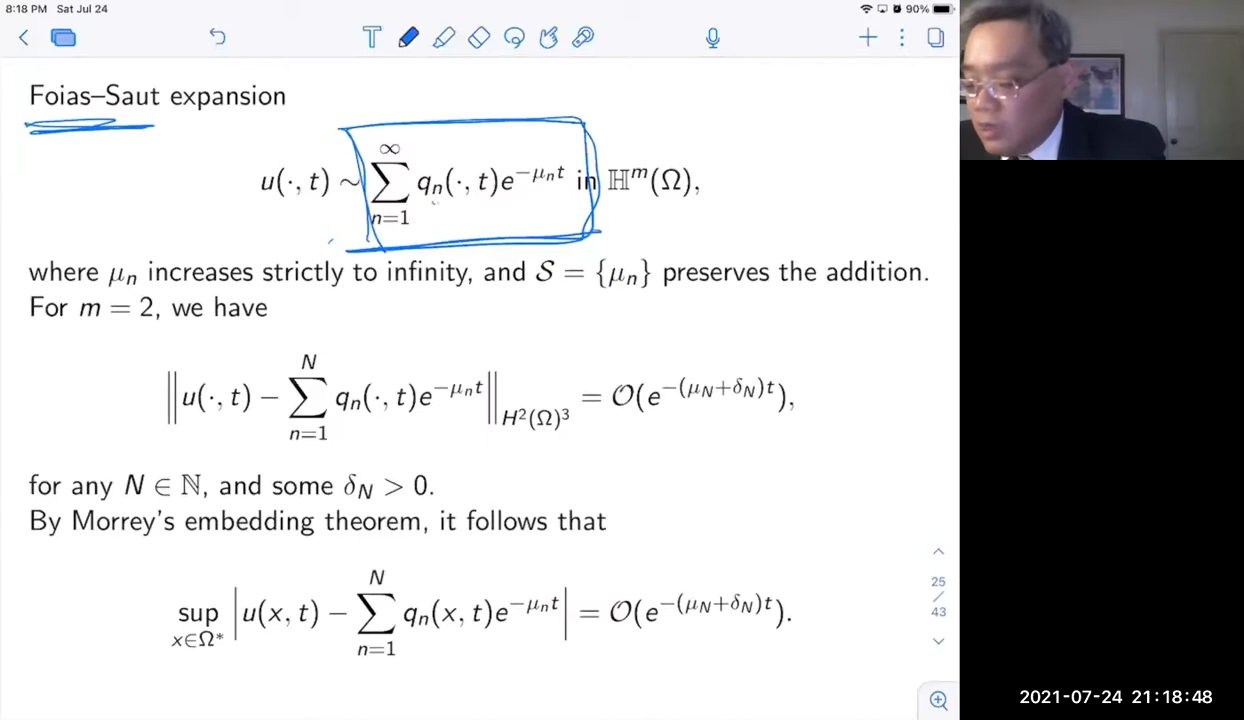 8:18 PM Sat Jul 24
90%
Foias–Saut expansion
u(·, t) ∼ ∑_{n=1}^{∞} q_n(·, t)e^{−μ_n t} in ℍ^m(Ω),
where μ_n increases strictly to infinity, and 𝒮 = {μ_n} preserves the addition.
For m = 2, we have
‖u(·, t) − ∑_{n=1}^{N} q_n(·, t)e^{−μ_n t}‖_{H²(Ω)³} = 𝒪(e^{−(μ_N+δ_N)t}),
for any N ∈ ℕ, and some δ_N > 0.
By Morrey's embedding theorem, it follows that
sup_{x∈Ω*} |u(x, t) − ∑_{n=1}^{N} q_n(x, t)e^{−μ_n t}| = 𝒪(e^{−(μ_N+δ_N)t}).
25
/
43
2021-07-24 21:18:48